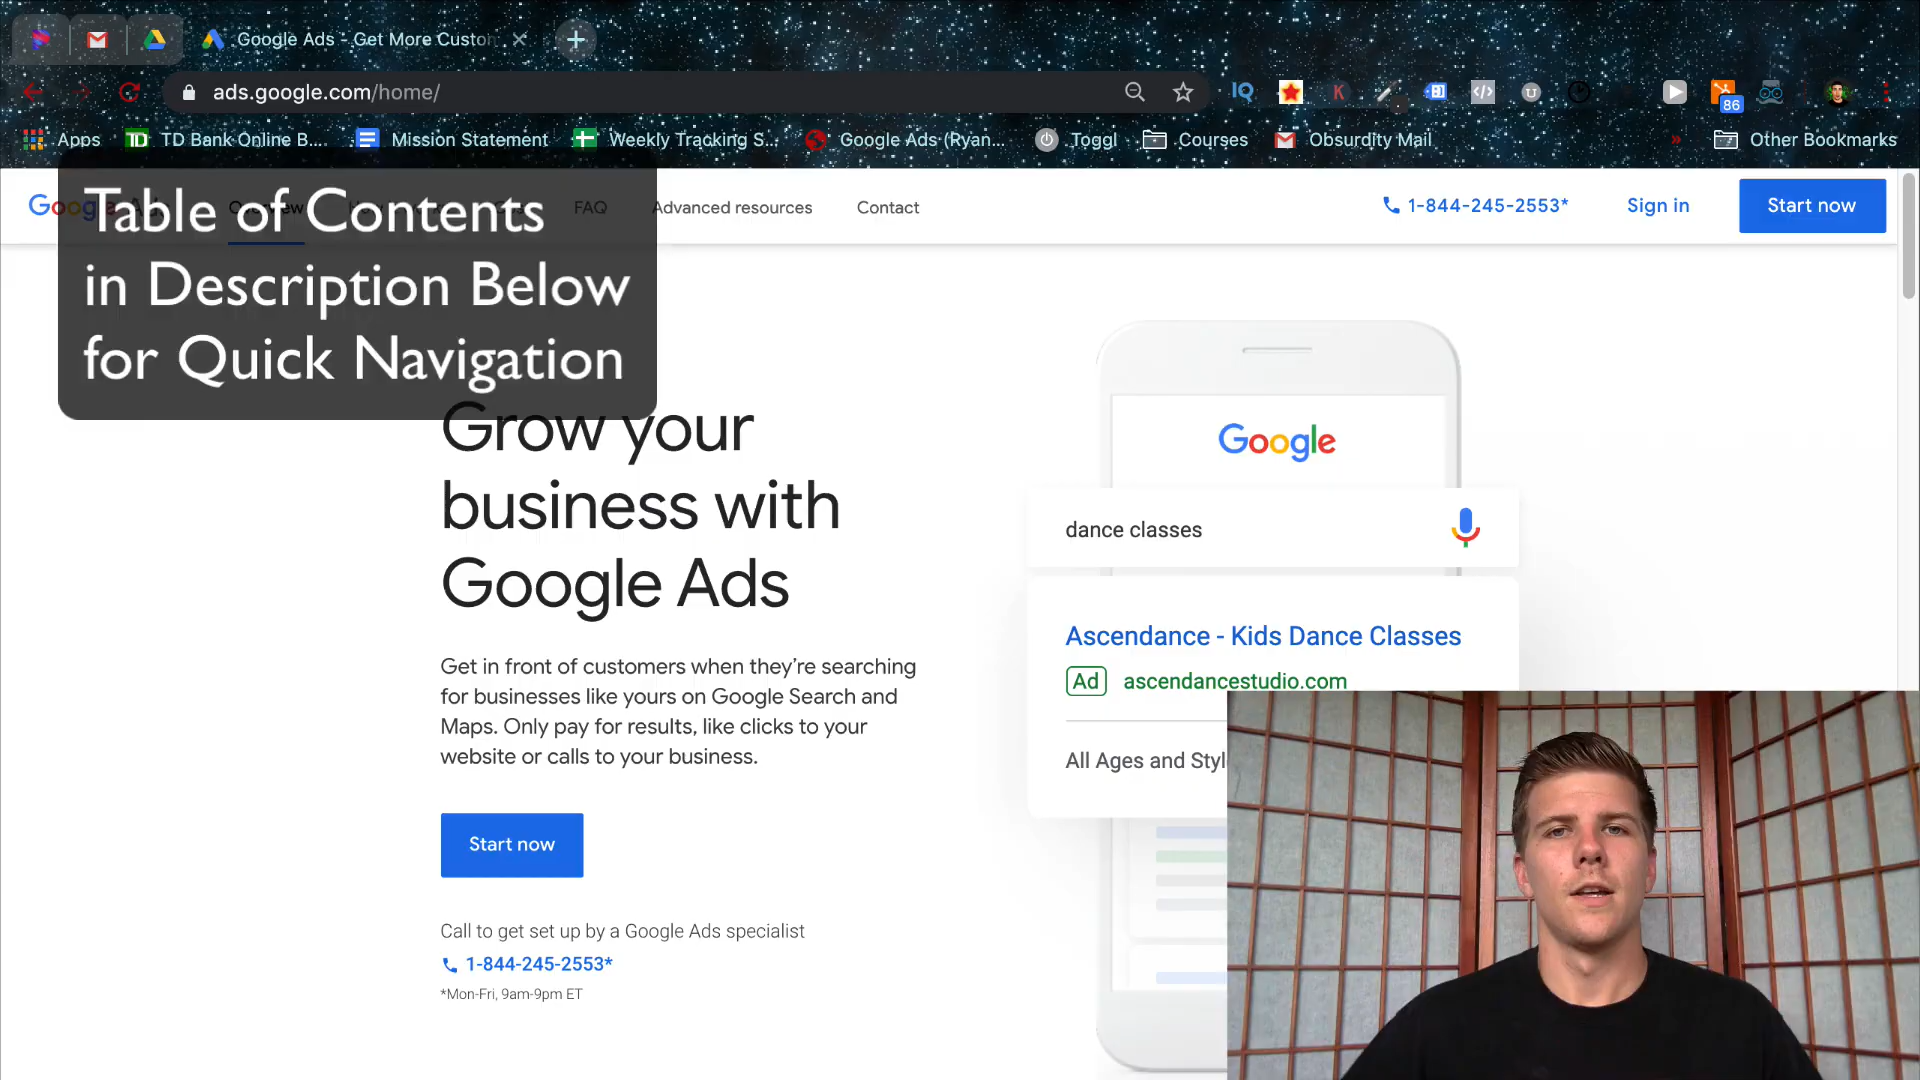 Google Ads - Get More Custo
ads.google.com/home/
IQ
K
U
86
Apps
TD Bank Online B....
Mission Statement
Weekly Tracking S...
Google Ads (Ryan...
Toggl
Courses
Obsurdity Mail
Other Bookmarks
Table of Contents
in Description Below
for Quick Navigation
Overview
FAQ
Advanced resources
Contact
1-844-245-2553*
Sign in
Start now
Grow your
business with
Google Ads
Get in front of customers when they're searching
for businesses like yours on Google Search and
Maps. Only pay for results, like clicks to your
website or calls to your business.
Start now
Call to get set up by a Google Ads specialist
1-844-245-2553*
*Mon-Fri, 9am-9pm ET
Google
dance classes
Ascendance - Kids Dance Classes
Ad ascendancestudio.com
All Ages and Styl